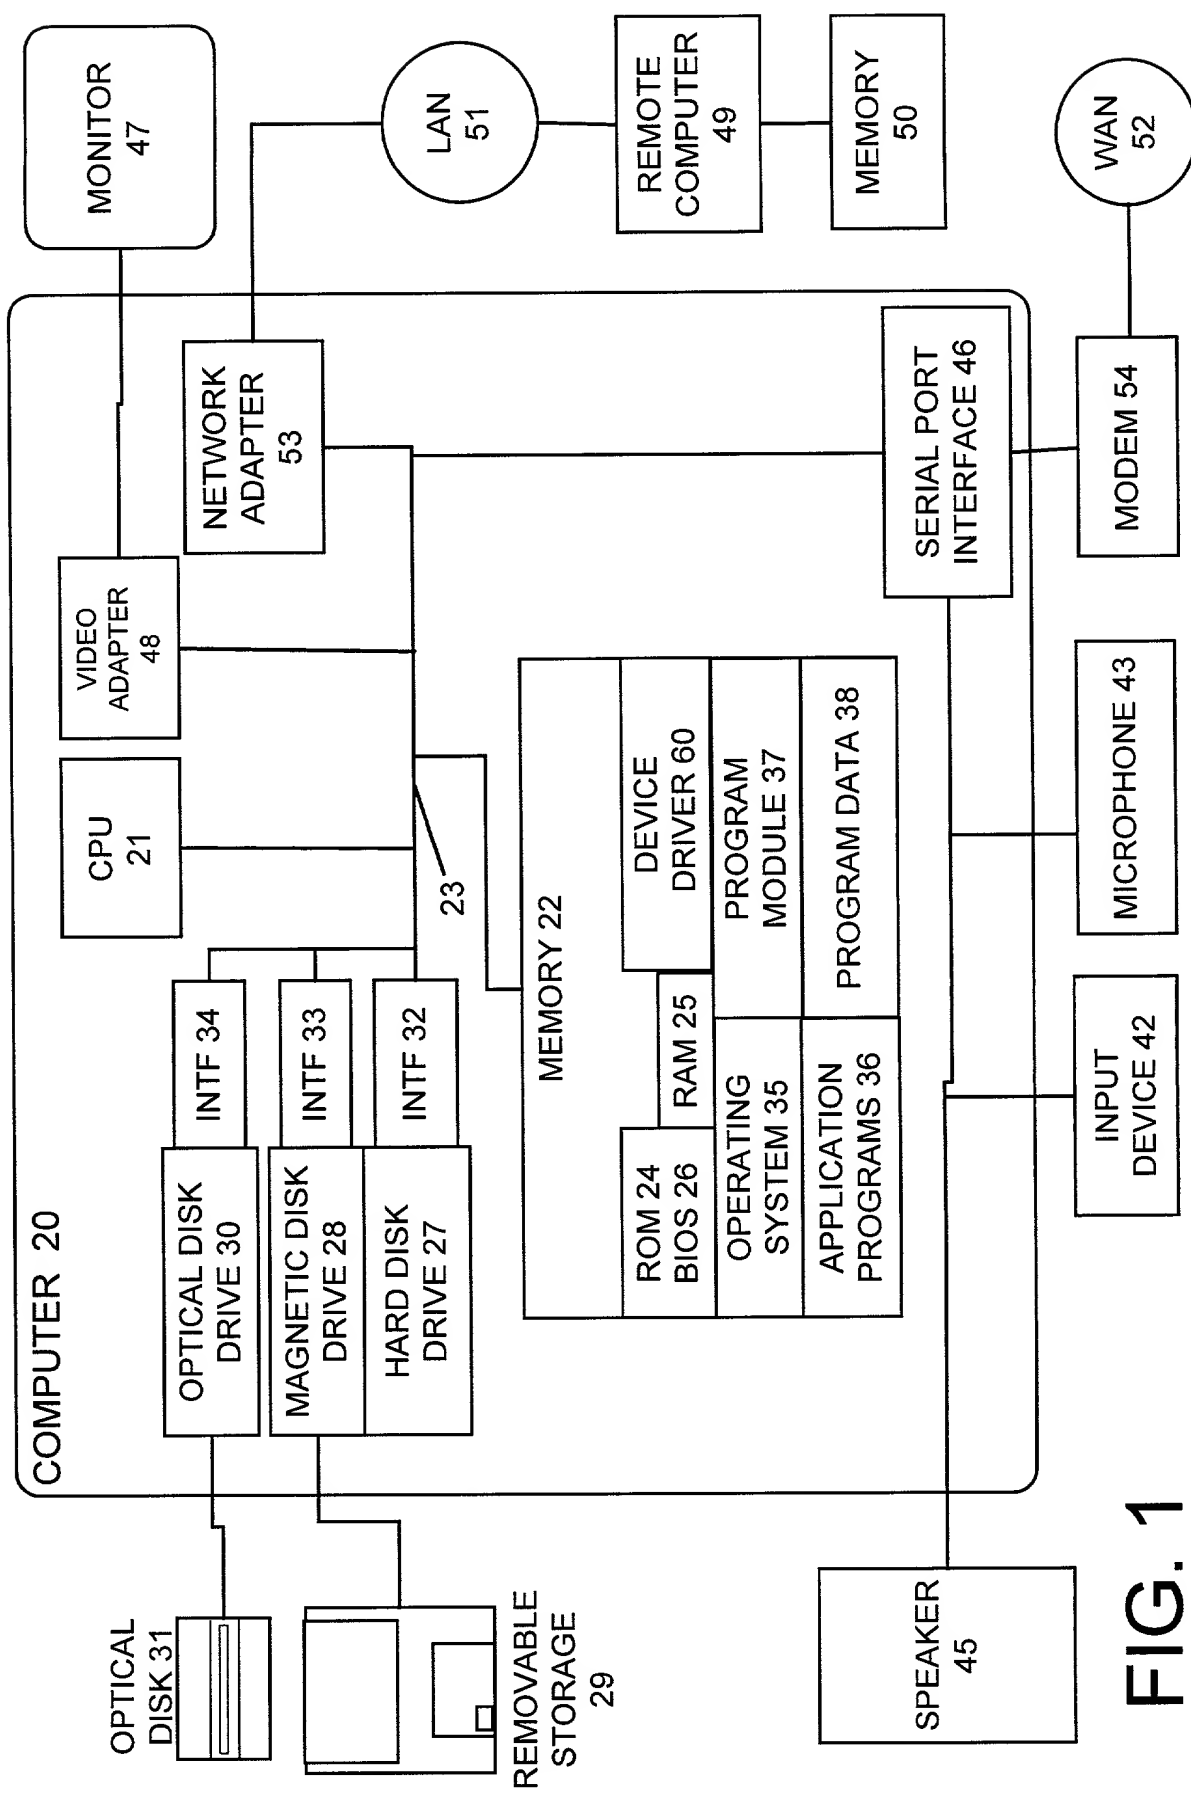 COMPUTER 20
OPTICAL
DISK 31
REMOVABLE
STORAGE
29
OPTICAL DISK
DRIVE 30
MAGNETIC DISK
DRIVE 28
HARD DISK
DRIVE 27
INTF 34
INTF 33
INTF 32
CPU
21
VIDEO
ADAPTER
48
NETWORK
ADAPTER
53
MONITOR
47
LAN
51
REMOTE
COMPUTER
49
MEMORY
50
23
MEMORY 22
ROM 24
BIOS 26
RAM 25
DEVICE
DRIVER 60
OPERATING
SYSTEM 35
PROGRAM
MODULE 37
APPLICATION
PROGRAMS 36
PROGRAM DATA 38
SERIAL PORT
INTERFACE 46
SPEAKER
45
INPUT
DEVICE 42
MICROPHONE 43
MODEM 54
WAN
52
FIG. 1